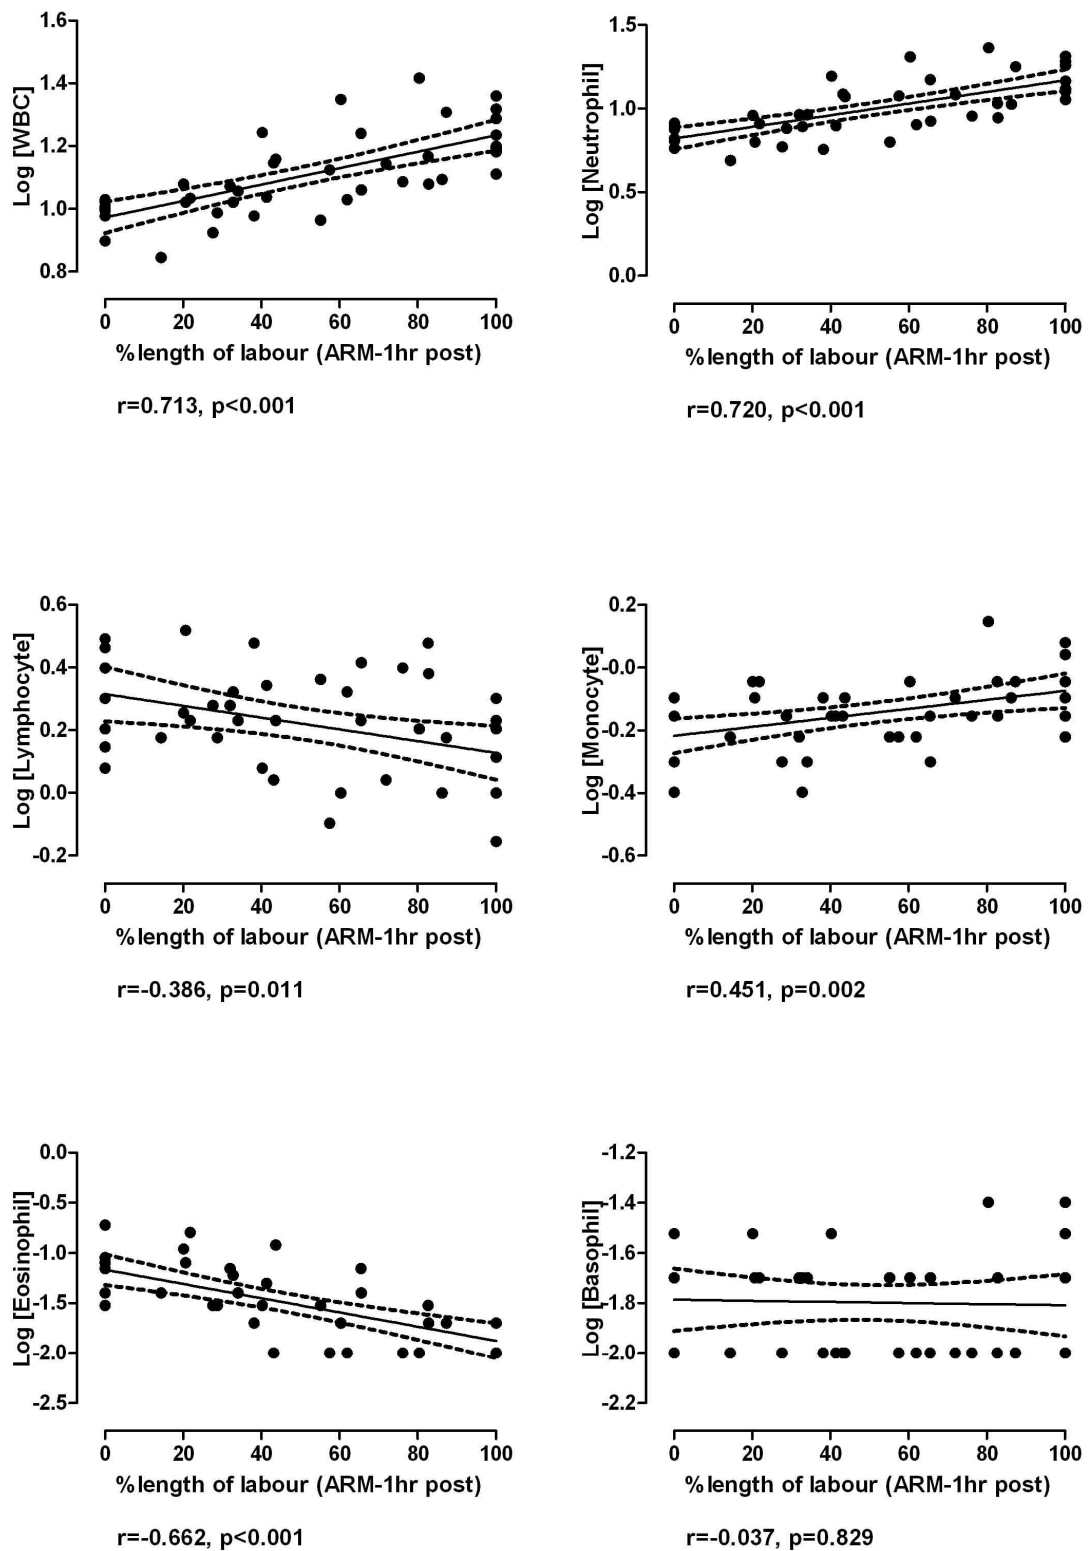 Log [WBC]
1.6
1.4
1.2
1.0
0.8
0 20 40 60 80 100
%length of labour (ARM-1hr post)
r=0.713, p<0.001
Log [Neutrophil]
1.5
1.0
0.5
0.0
0 20 40 60 80 100
%length of labour (ARM-1hr post)
r=0.720, p<0.001
Log [Lymphocyte]
0.6
0.4
0.2
0.0
-0.2
0 20 40 60 80 100
%length of labour (ARM-1hr post)
r=-0.386, p=0.011
Log [Monocyte]
0.2
-0.0
-0.2
-0.4
-0.6
0 20 40 60 80 100
%length of labour (ARM-1hr post)
r=0.451, p=0.002
Log [Eosinophil]
0.0
-0.5
-1.0
-1.5
-2.0
-2.5
0 20 40 60 80 100
%length of labour (ARM-1hr post)
r=-0.662, p<0.001
Log [Basophil]
-1.2
-1.4
-1.6
-1.8
-2.0
-2.2
0 20 40 60 80 100
%length of labour (ARM-1hr post)
r=-0.037, p=0.829